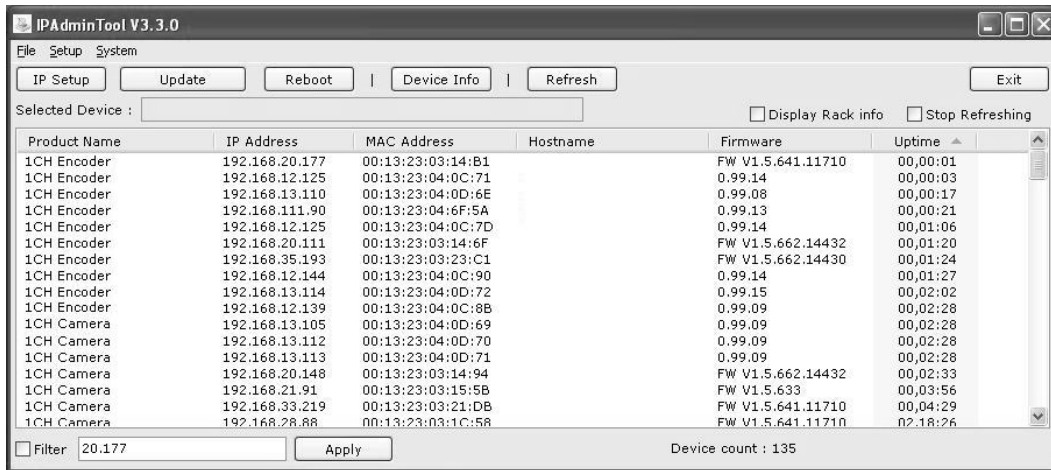 IPAdminTool V3.3.0
File Setup System
IP Setup Update Reboot | Device Info | Refresh Exit
Selected Device : Display Rack info Stop Refreshing
Product Name IP Address MAC Address Hostname Firmware Uptime
1CH Encoder 192.168.20.177 00:13:23:03:14:B1 FW V1.5.641.11710 00,00:01
1CH Encoder 192.168.12.125 00:13:23:04:0C:71 0.99.14 00,00:03
1CH Encoder 192.168.13.110 00:13:23:04:0D:6E 0.99.08 00,00:17
1CH Encoder 192.168.111.90 00:13:23:04:6F:5A 0.99.13 00,00:21
1CH Encoder 192.168.12.125 00:13:23:04:0C:7D 0.99.14 00,01:06
1CH Encoder 192.168.20.111 00:13:23:03:14:6F FW V1.5.662.14432 00,01:20
1CH Encoder 192.168.35.193 00:13:23:03:23:C1 FW V1.5.662.14430 00,01:24
1CH Encoder 192.168.12.144 00:13:23:04:0C:90 0.99.14 00,01:27
1CH Encoder 192.168.13.114 00:13:23:04:0D:72 0.99.15 00,02:02
1CH Encoder 192.168.12.139 00:13:23:04:0C:8B 0.99.09 00,02:28
1CH Camera 192.168.13.105 00:13:23:04:0D:69 0.99.09 00,02:28
1CH Camera 192.168.13.112 00:13:23:04:0D:70 0.99.09 00,02:28
1CH Camera 192.168.13.113 00:13:23:04:0D:71 0.99.09 00,02:28
1CH Camera 192.168.20.148 00:13:23:03:14:94 FW V1.5.662.14432 00,02:33
1CH Camera 192.168.21.91 00:13:23:03:15:5B FW V1.5.633 00,03:56
1CH Camera 192.168.33.219 00:13:23:03:21:DB FW V1.5.641.11710 00,04:29
1CH Camera 192.168.28.88 00:13:23:03:1C:58 FW V1.5.641.11710 02,18:26
Filter 20.177 Apply Device count : 135